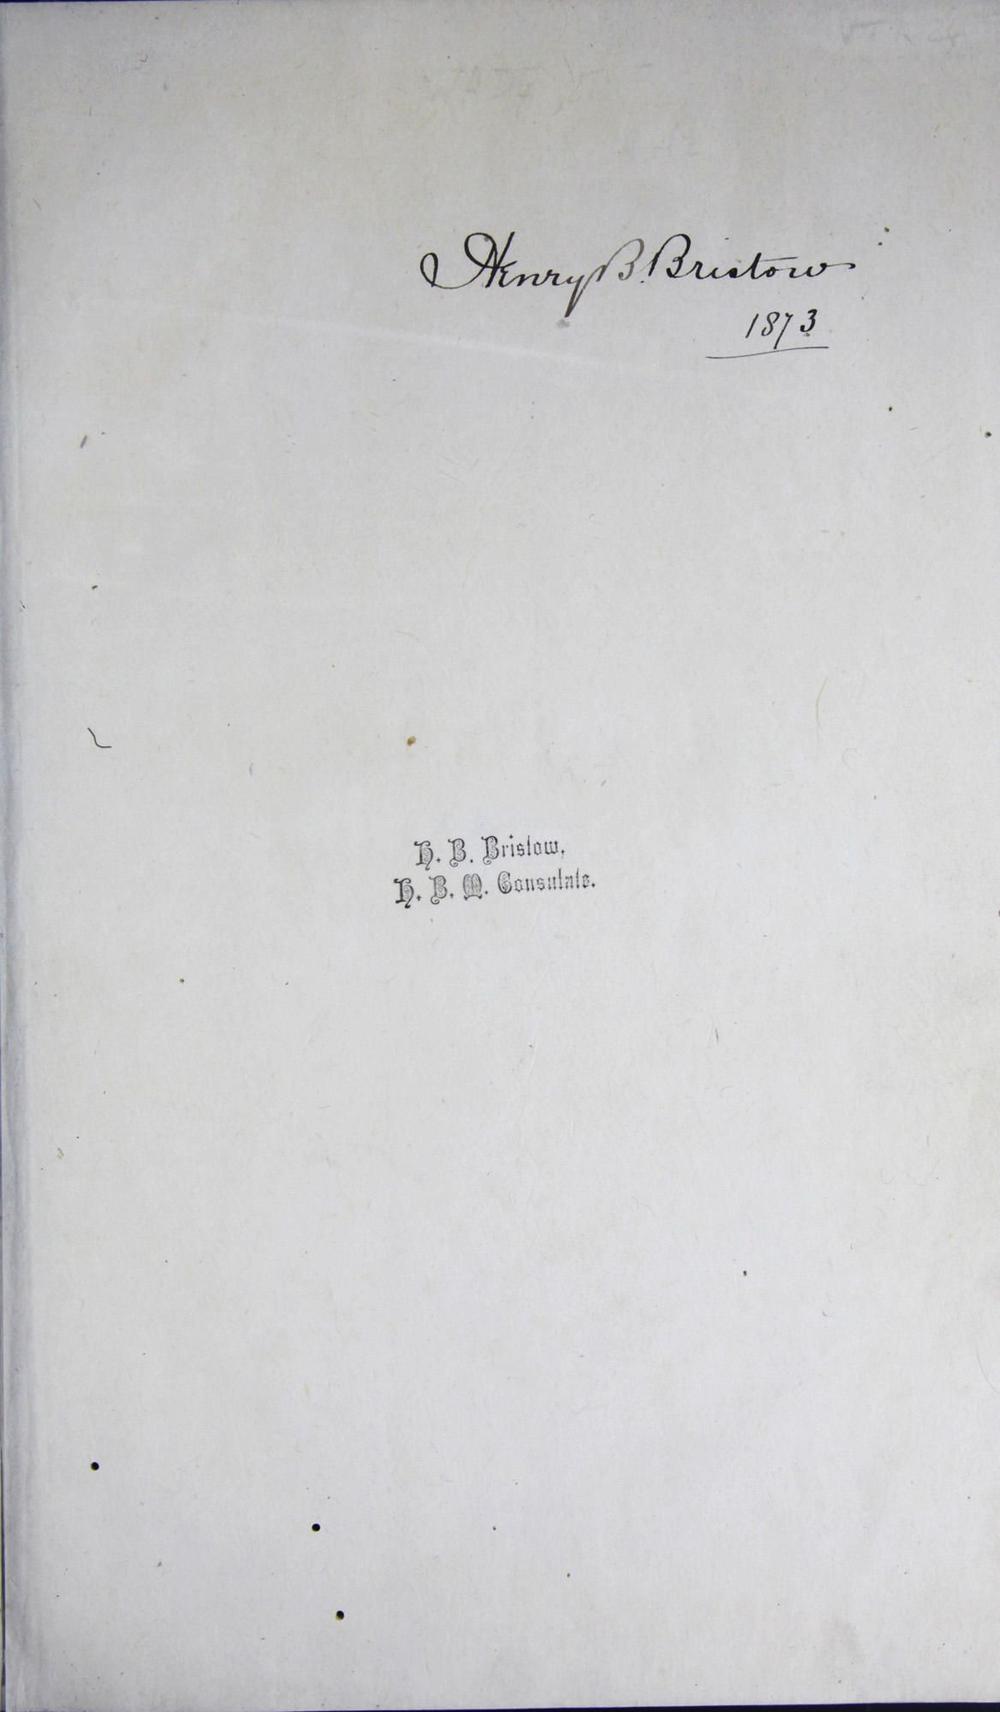 Henry B. Bristow
1873
H. B. Bristow,
H. B. M. Consulate.